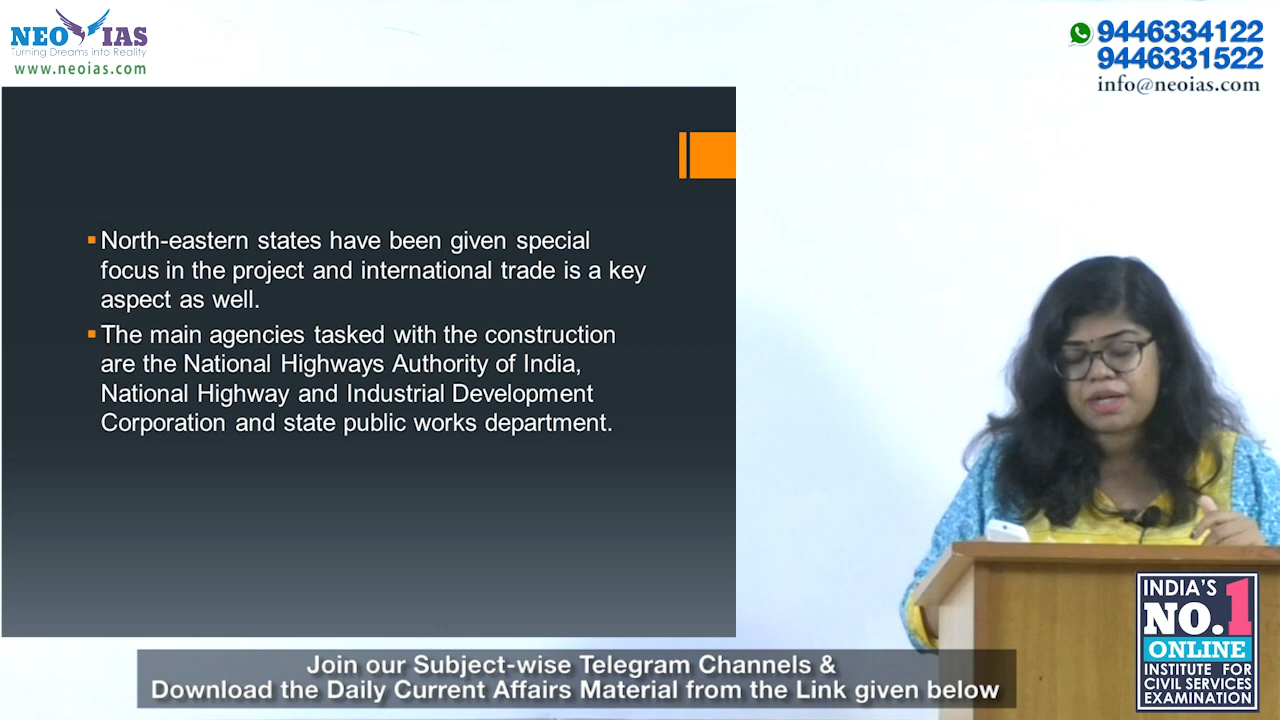 NEO IAS
Turning Dreams into Reality
www.neoias.com
9446334122
9446331522
info@neoias.com
North-eastern states have been given special
focus in the project and international trade is a key
aspect as well.
The main agencies tasked with the construction
are the National Highways Authority of India,
National Highway and Industrial Development
Corporation and state public works department.
INDIA'S
NO.1
ONLINE
INSTITUTE FOR
CIVIL SERVICES
EXAMINATION
Join our Subject-wise Telegram Channels &
Download the Daily Current Affairs Material from the Link given below